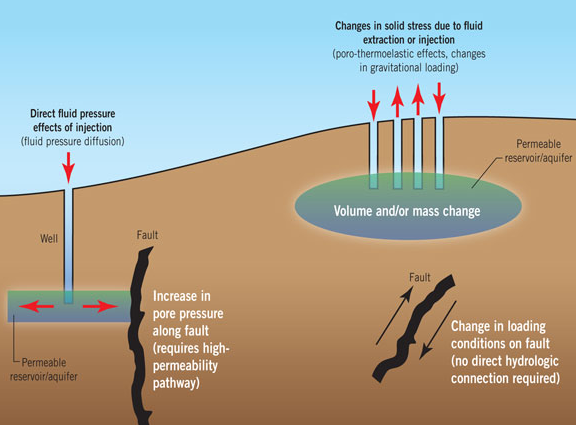 Changes in solid stress due to fluid
extraction or injection
(poro-thermoelastic effects, changes
in gravitational loading)
Direct fluid pressure
effects of injection
(fluid pressure diffusion)
Permeable
reservoir/aquifer
Volume and/or mass change
Well
Fault
Increase in
pore pressure
along fault
(requires high-
permeability
pathway)
Permeable
reservoir/aquifer
Fault
Change in loading
conditions on fault
(no direct hydrologic
connection required)